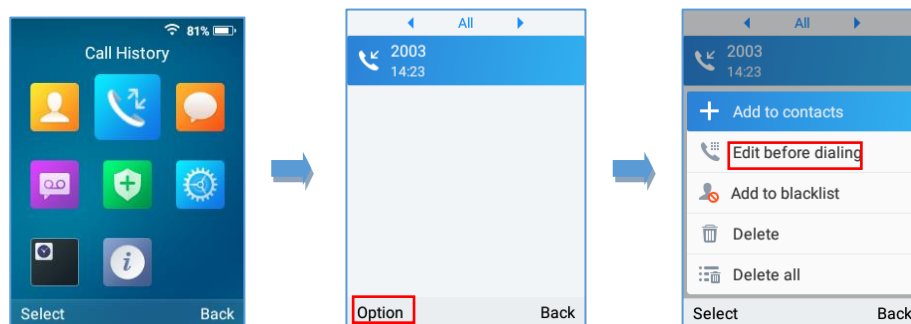 81%
Call History
Select Back
All
2003
14:23
Option Back
All
2003
14:23
Add to contacts
Edit before dialing
Add to blacklist
Delete
Delete all
Select Back